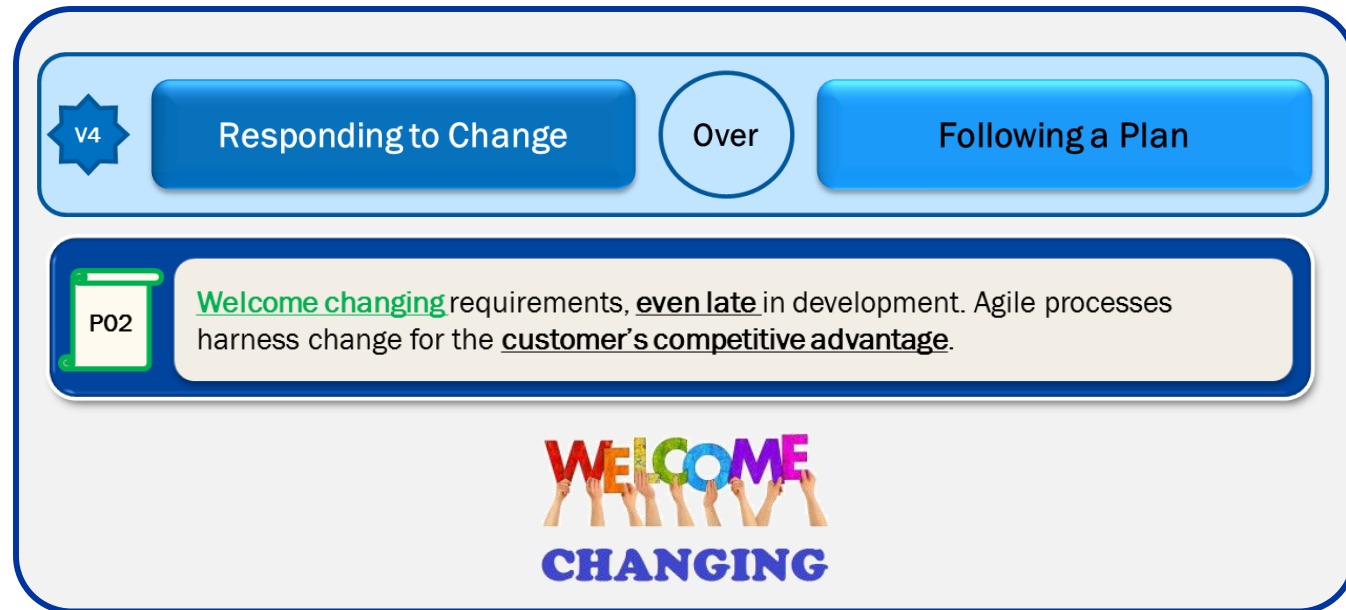 V4
Responding to Change
Over
Following a Plan
P02
Welcome changing requirements, even late in development. Agile processes
harness change for the customer’s competitive advantage.
WELCOME
CHANGING